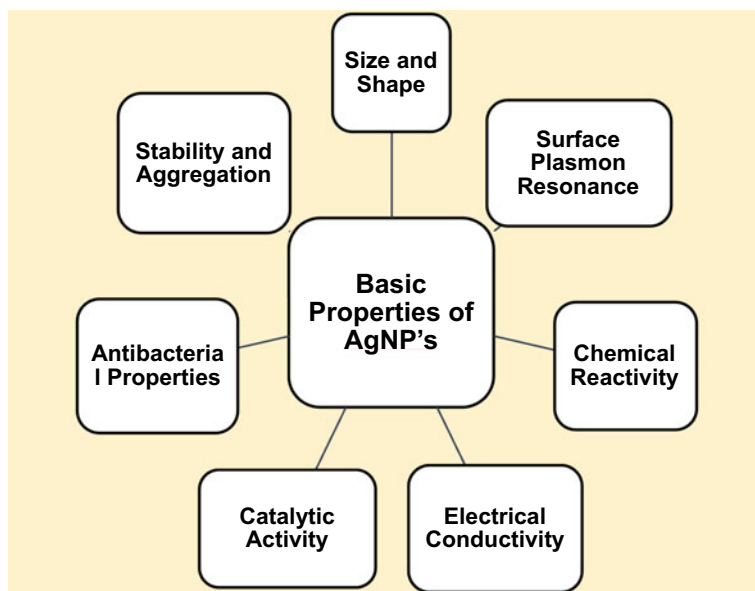 Size and
Shape
Surface
Plasmon
Resonance
Chemical
Reactivity
Electrical
Conductivity
Catalytic
Activity
Antibacteria
l Properties
Stability and
Aggregation
Basic
Properties of
AgNP’s